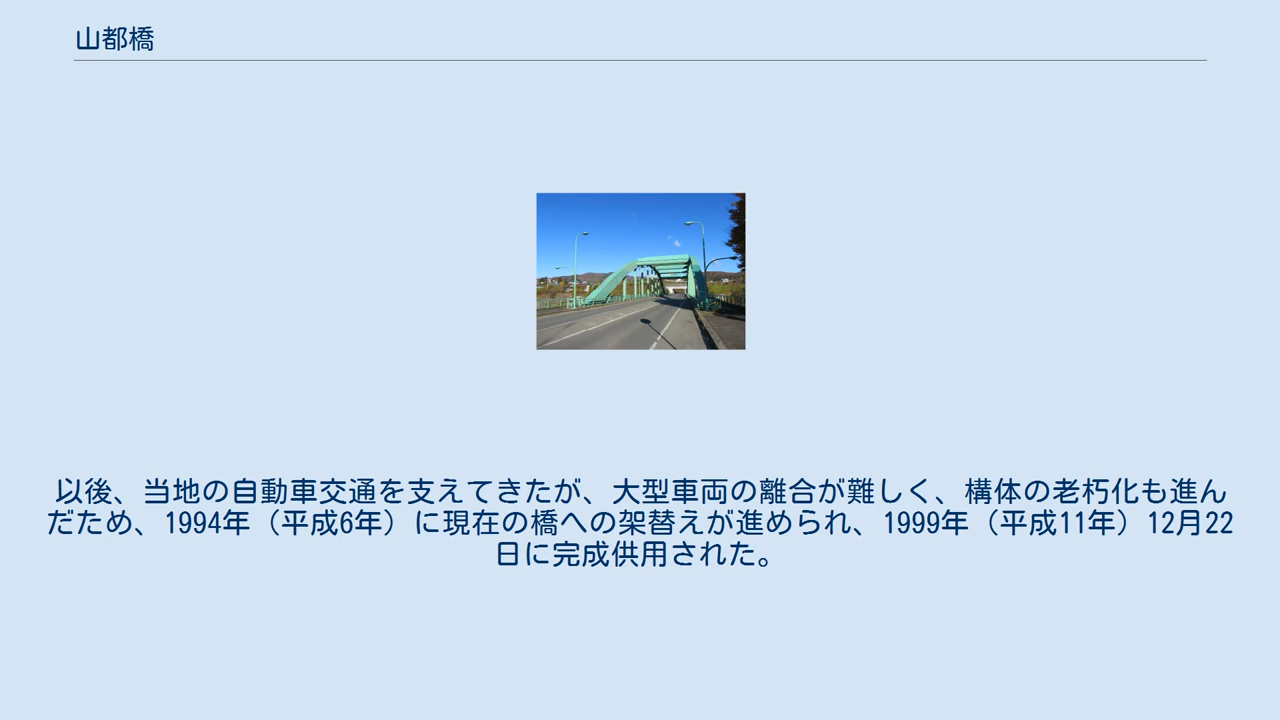 山都橋
以後、当地の自動車交通を支えてきたが、大型車両の離合が難しく、構体の老朽化も進ん
だため、1994年（平成6年）に現在の橋への架替えが進められ、1999年（平成11年）12月22
日に完成供用された。